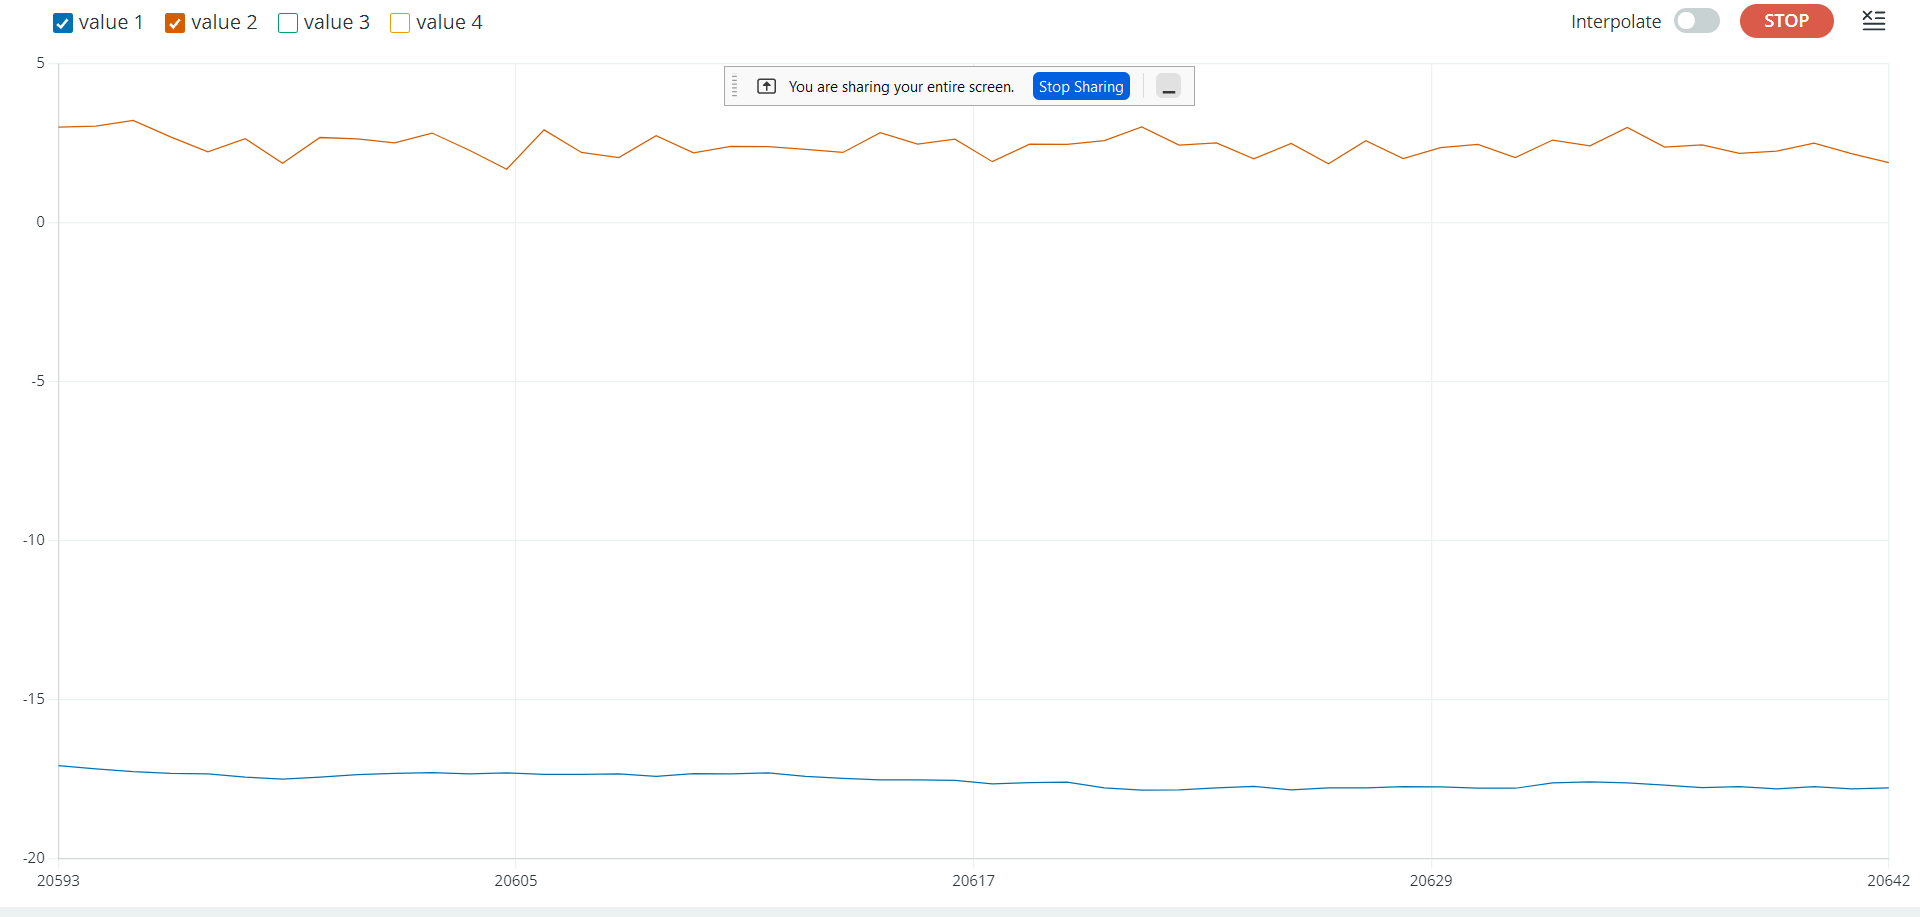 value 1 value 2 value 3 value 4 Interpolate STOP
5
You are sharing your entire screen. Stop Sharing
0
-5
-10
-15
-20
20593 20605 20617 20629 20642